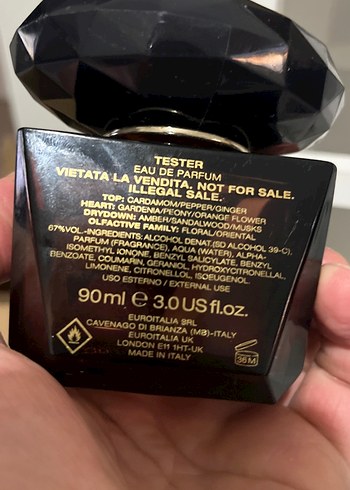 TESTER
EAU DE PARFUM
VIETATA LA VENDITA. NOT FOR SALE.
ILLEGAL SALE.
TOP: CARDAMOM/PEPPER/GINGER
HEART: GARDENIA/PEONY/ORANGE FLOWER
DRYDOWN: AMBER/SANDALWOOD/MUSKS
OLFACTIVE FAMILY: FLORAL/ORIENTAL
67%VOL-INGREDIENTS: ALCOHOL DENAT.(SD ALCOHOL 39-C),
PARFUM (FRAGRANCE), AQUA (WATER), ALPHA-
ISOMETHYL IONONE, BENZYL SALICYLATE, BENZYL
BENZOATE, COUMARIN, GERANIOL, HYDROXYCITRONELLAL,
LIMONENE, CITRONELLOL, ISOEUGENOL.
USO ESTERNO / EXTERNAL USE
90 ml e 3.0 US fl.oz.
EUROITALIA SRL
CAVENAGO DI BRIANZA (MB)-ITALY
EUROITALIA UK
LONDON E11 1HT-UK
MADE IN ITALY
36M